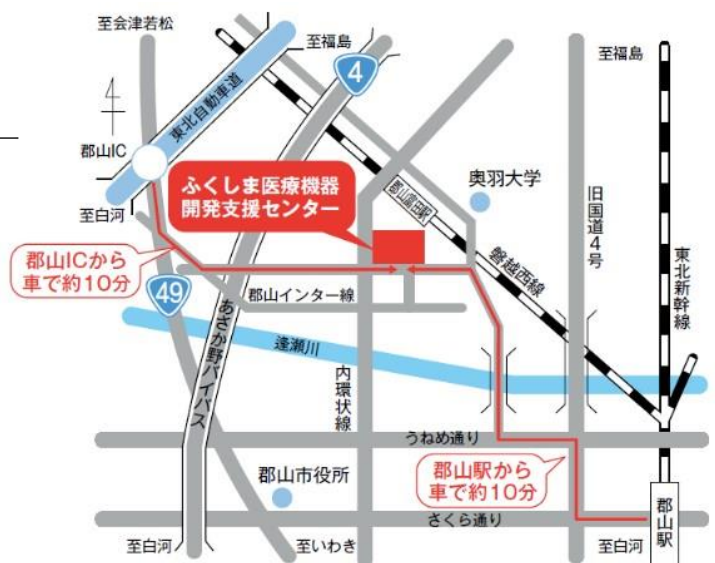 至会津若松
至福島
4
至福島
東北自動車道
郡山IC
ふくしま医療機器
開発支援センター
奥羽大学
郡山富田駅
旧国道4号
至白河
磐越西線
東北新幹線
郡山ICから
車で約10分
49
郡山インター線
あさか野バイパス
逢瀬川
内環状線
うねめ通り
郡山市役所
郡山駅から
車で約10分
さくら通り
郡山駅
至白河
至いわき
至白河